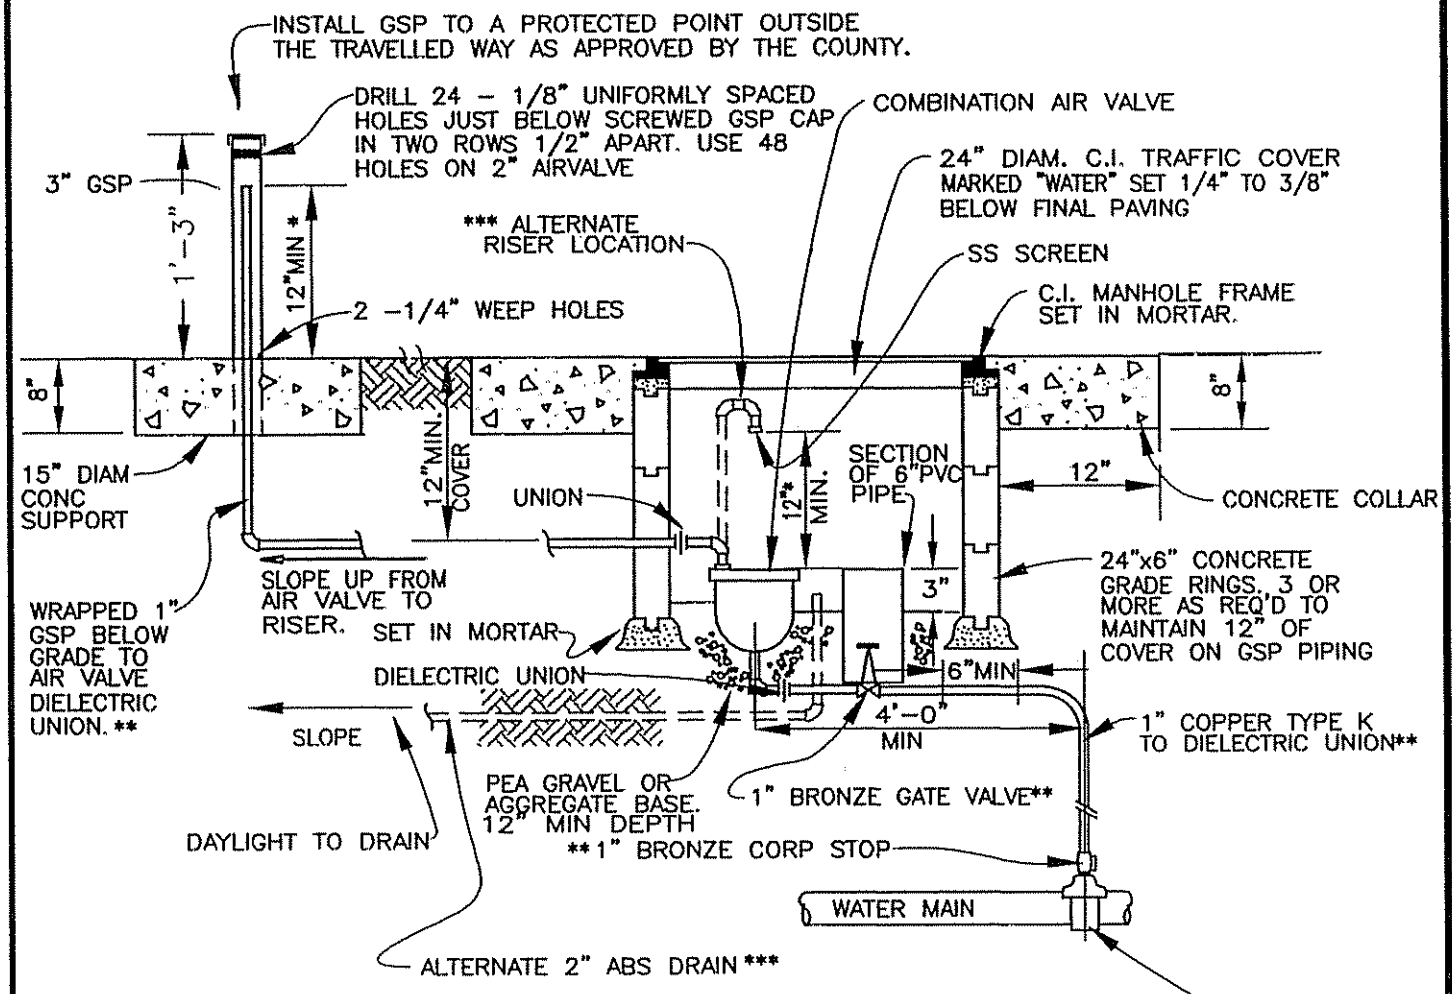 INSTALL GSP TO A PROTECTED POINT OUTSIDE
THE TRAVELLED WAY AS APPROVED BY THE COUNTY.
DRILL 24 - 1/8" UNIFORMLY SPACED
HOLES JUST BELOW SCREWED GSP CAP
IN TWO ROWS 1/2" APART. USE 48
HOLES ON 2" AIRVALVE
COMBINATION AIR VALVE
24" DIAM. C.I. TRAFFIC COVER
MARKED "WATER" SET 1/4" TO 3/8"
BELOW FINAL PAVING
3" GSP
1'-3"
12"MIN *
*** ALTERNATE
RISER LOCATION
SS SCREEN
C.I. MANHOLE FRAME
SET IN MORTAR.
2 -1/4" WEEP HOLES
8"
8"
15" DIAM
CONC
SUPPORT
12"MIN.
COVER
UNION
12"*
MIN.
SECTION
OF 6"PVC
PIPE
12"
CONCRETE COLLAR
3"
24"x6" CONCRETE
GRADE RINGS, 3 OR
MORE AS REQ'D TO
MAINTAIN 12" OF
COVER ON GSP PIPING
WRAPPED 1"
GSP BELOW
GRADE TO
AIR VALVE
DIELECTRIC
UNION. **
SLOPE UP FROM
AIR VALVE TO
RISER.
SET IN MORTAR
DIELECTRIC UNION
6"MIN
4'-0"
MIN
SLOPE
1" COPPER TYPE K
TO DIELECTRIC UNION**
PEA GRAVEL OR
AGGREGATE BASE.
12" MIN DEPTH
1" BRONZE GATE VALVE**
DAYLIGHT TO DRAIN
**1" BRONZE CORP STOP
WATER MAIN
ALTERNATE 2" ABS DRAIN ***